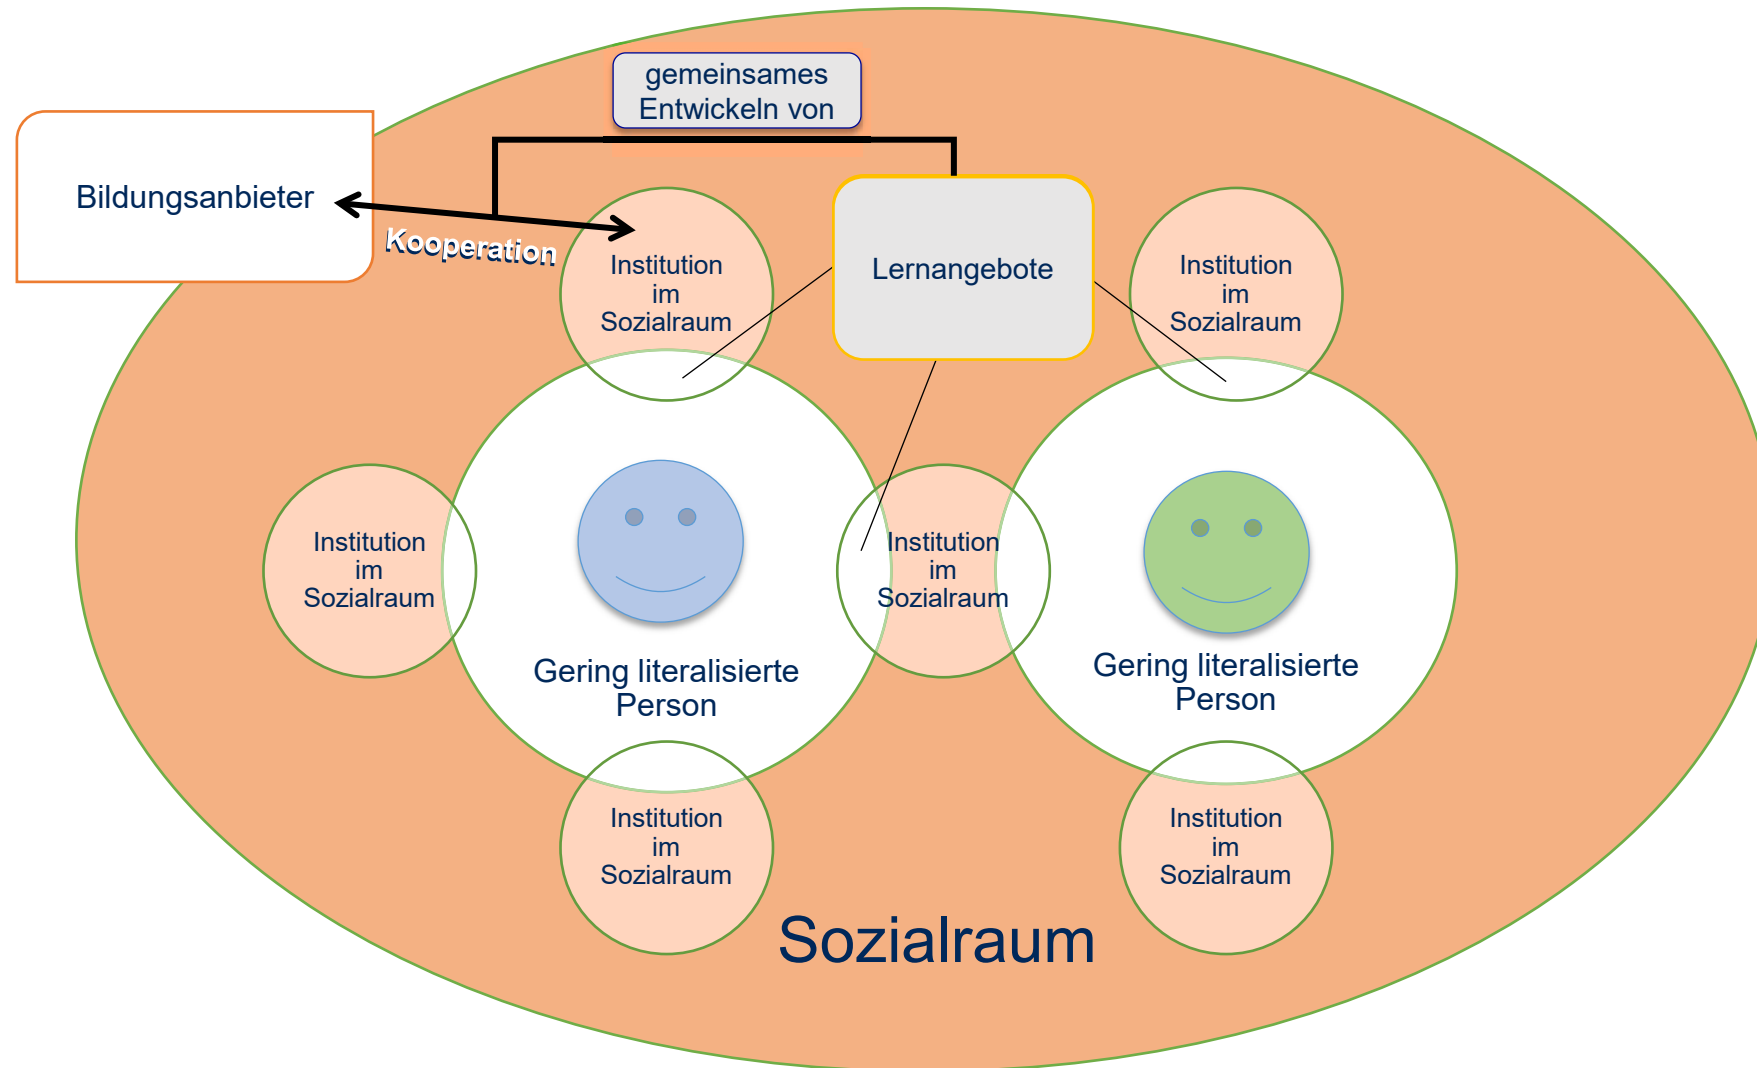 gemeinsames
Entwickeln von
Bildungsanbieter
Kooperation
Institution
im
Sozialraum
Lernangebote
Institution
im
Sozialraum
Institution
im
Sozialraum
Institution
im
Sozialraum
Gering literalisierte
Person
Gering literalisierte
Person
Institution
im
Sozialraum
Institution
im
Sozialraum
Sozialraum